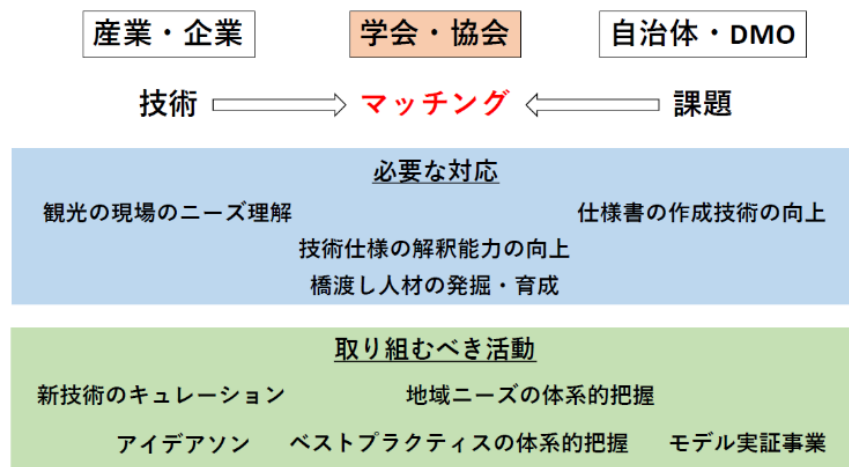 産業・企業 学会・協会 自治体・DMO
技術 マッチング 課題
必要な対応
観光の現場のニーズ理解 仕様書の作成技術の向上
技術仕様の解釈能力の向上
橋渡し人材の発掘・育成
取り組むべき活動
新技術のキュレーション 地域ニーズの体系的把握
アイデアソン ベストプラクティスの体系的把握 モデル実証事業